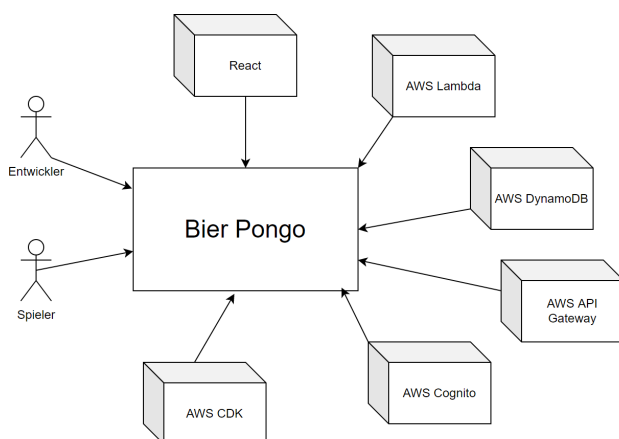 React
AWS Lambda
Entwickler
AWS DynamoDB
Bier Pongo
Spieler
AWS API
Gateway
AWS Cognito
AWS CDK